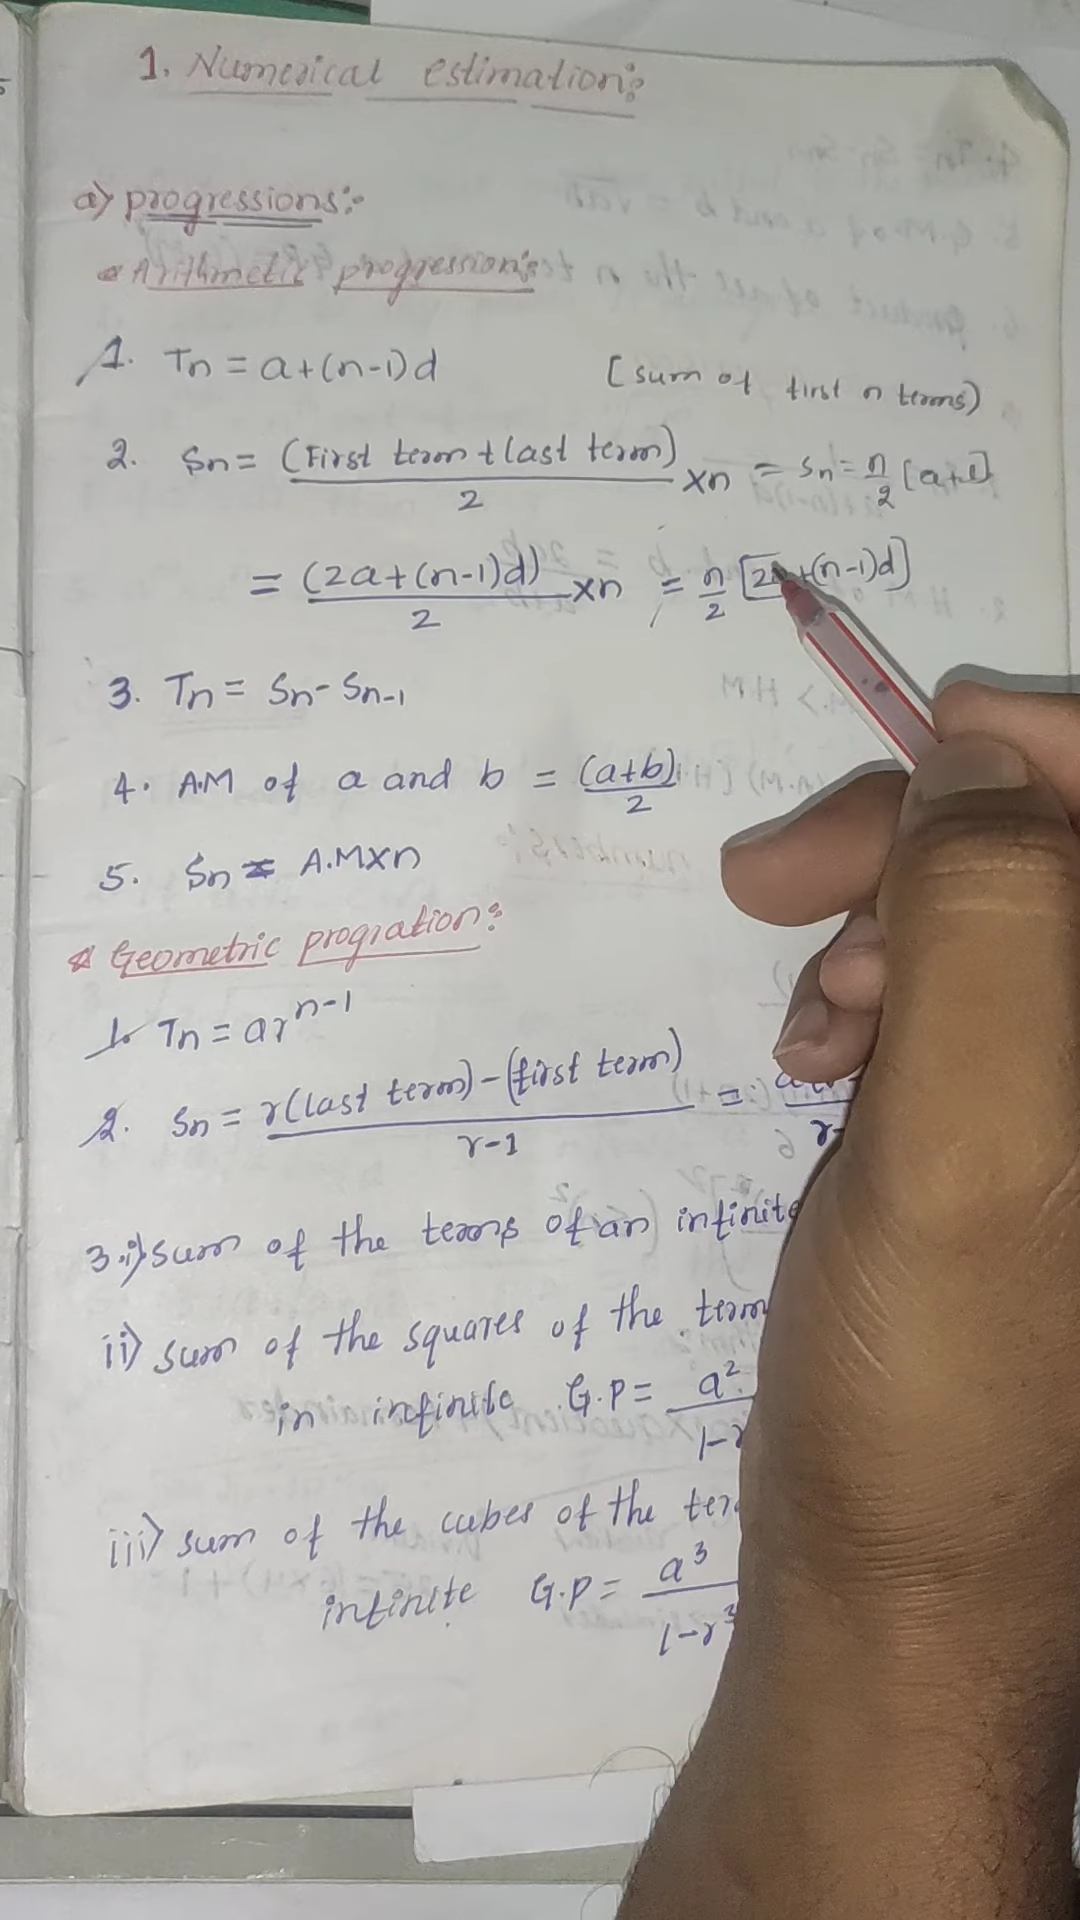 1. Numerical estimation:
a) progressions:
Arithmetic progression:
1. Tn = a+(n-1)d [sum of first n terms)
2. Sn = (First term + last term)/2 ×n = Sn = n/2 [a+l]
= (2a+(n-1)d)/2 ×n = n/2 [2 +(n-1)d]
3. Tn = Sn - Sn-1
4. A.M of a and b = (a+b)/2
5. Sn = A.M×n
Geometric progration:
1. Tn = ar^n-1
2. Sn = r(last term) - (first term)/r-1 =
3.i) sum of the terms of an infinite
ii) sum of the squares of the term
in infinite G.P = a²/1-r
iii) sum of the cubes of the ter
infinite G.P = a³/1-r³